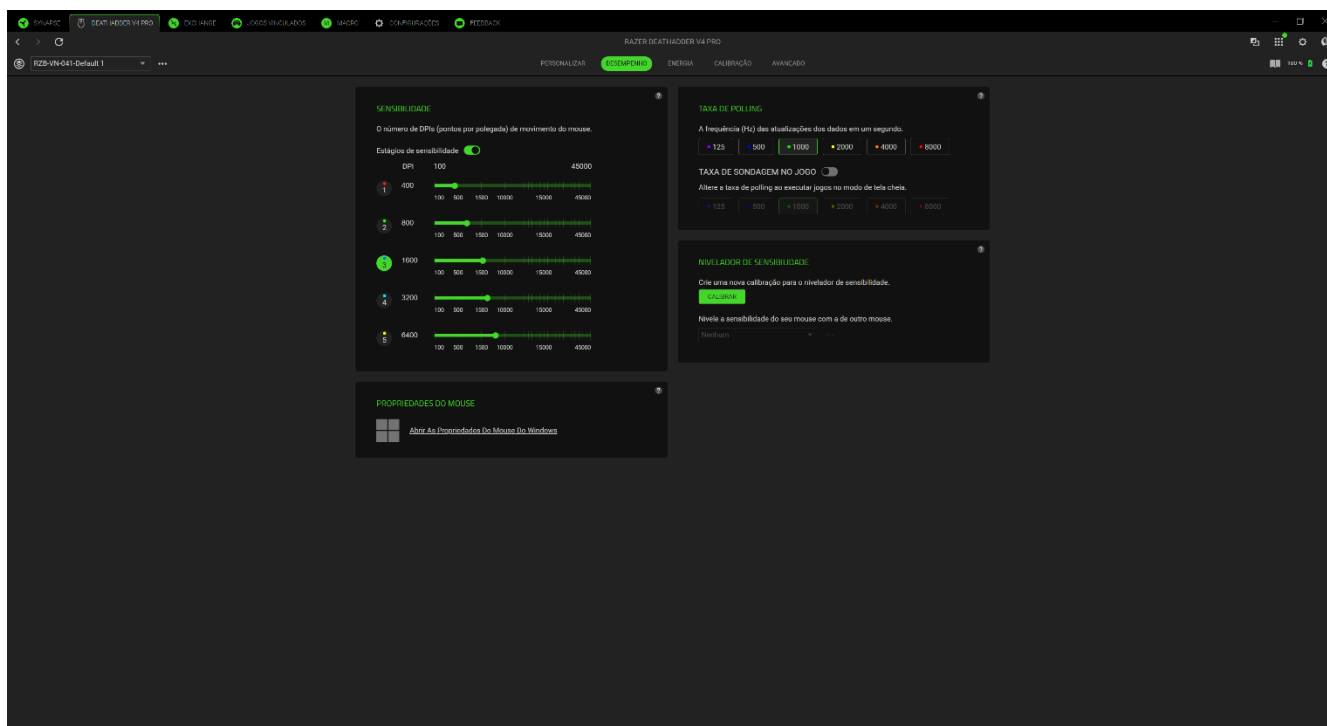 SYNAPSE DEATHADDER V4 PRO EXCHANGE JOGOS VINCULADOS MACRO CONFIGURAÇÕES FEEDBACK
RAZER DEATHADDER V4 PRO
RZB-VN-041-Default 1
PERSONALIZAR DESEMPENHO ENERGIA CALIBRAÇÃO AVANÇADO
100 %
SENSIBILIDADE
O número de DPIs (pontos por polegada) de movimento do mouse.
Estágios de sensibilidade
DPI 100 45000
1 400
100 500 1500 10000 15000 45000
2 800
100 500 1500 10000 15000 45000
3 1600
100 500 1500 10000 15000 45000
4 3200
100 500 1500 10000 15000 45000
5 6400
100 500 1500 10000 15000 45000
PROPRIEDADES DO MOUSE
Abrir As Propriedades Do Mouse Do Windows
TAXA DE POLLING
A frequência (Hz) das atualizações dos dados em um segundo.
125 500 1000 2000 4000 8000
TAXA DE SONDAGEM NO JOGO
Altere a taxa de polling ao executar jogos no modo de tela cheia.
125 500 1000 2000 4000 8000
NIVELADOR DE SENSIBILIDADE
Crie uma nova calibração para o nivelador de sensibilidade.
CALIBRAR
Nivele a sensibilidade do seu mouse com a de outro mouse.
Nenhum